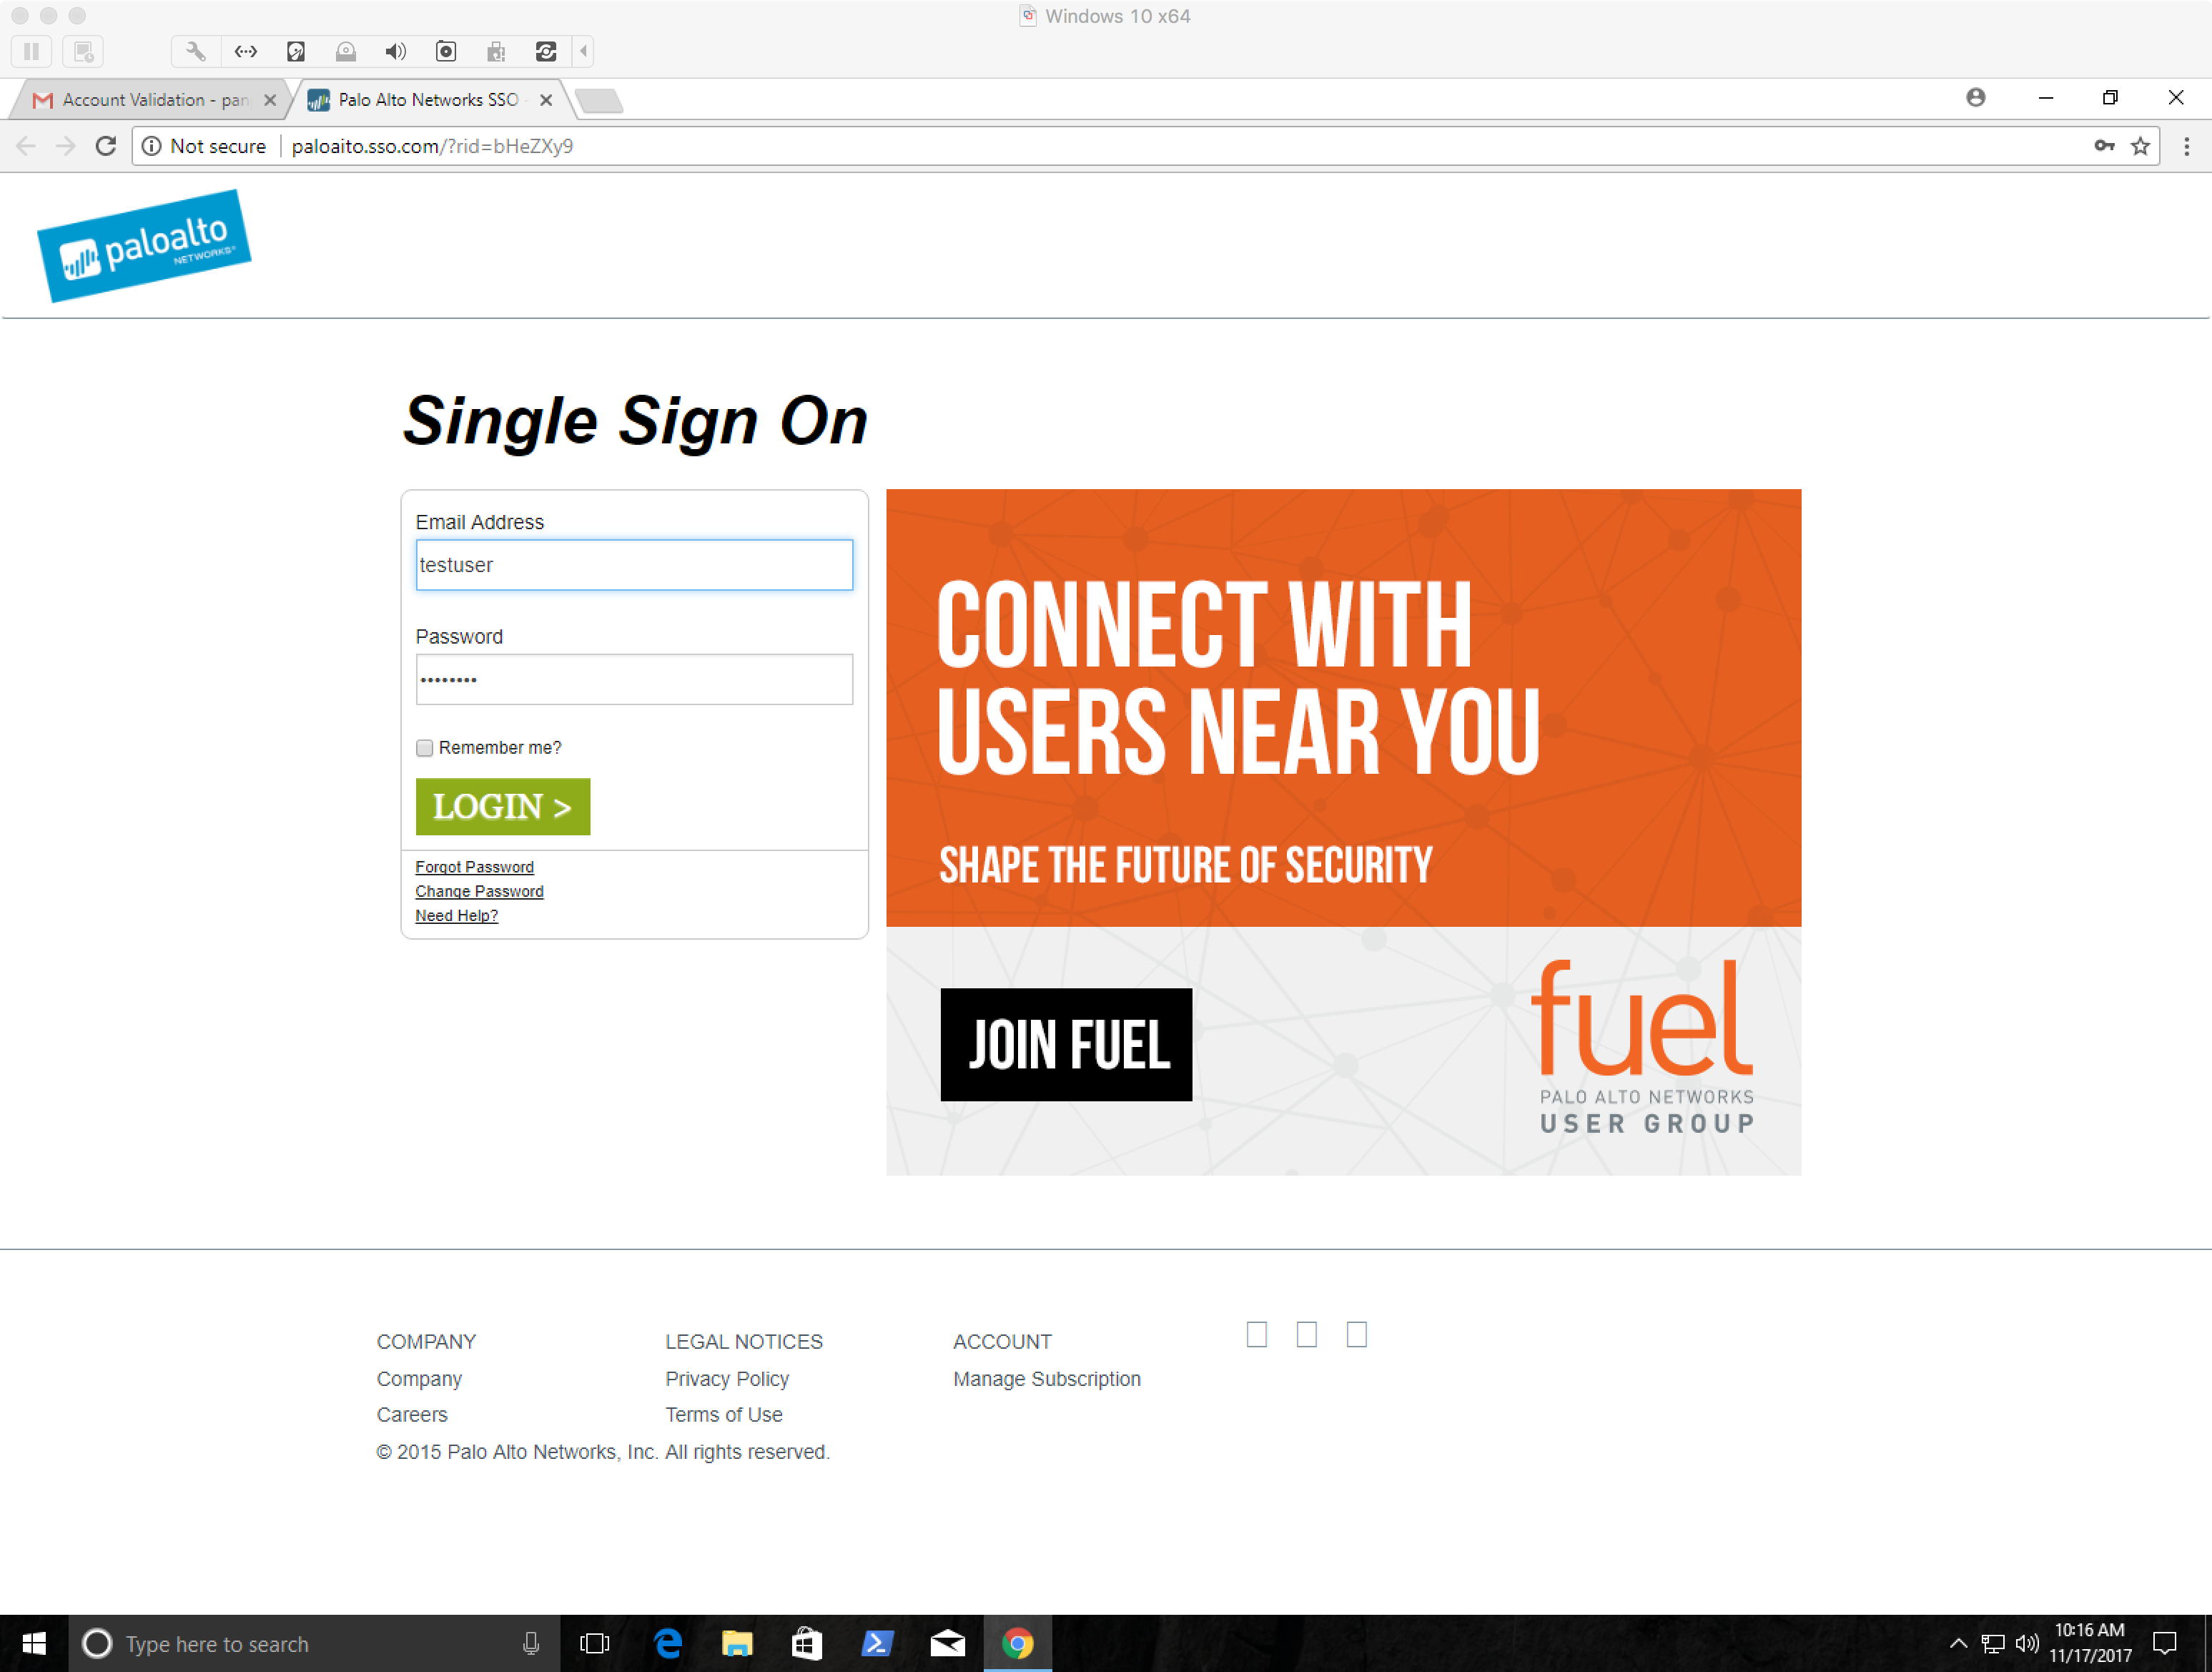 Windows 10 x64
Account Validation - pan
Palo Alto Networks SSO -
Not secure | paloaito.sso.com/?rid=bHeZXy9
paloalto
NETWORKS®
Single Sign On
Email Address
testuser
Password
••••••••
Remember me?
LOGIN >
Forgot Password
Change Password
Need Help?
CONNECT WITH
USERS NEAR YOU
SHAPE THE FUTURE OF SECURITY
JOIN FUEL
fuel
PALO ALTO NETWORKS
USER GROUP
COMPANY
Company
Careers
LEGAL NOTICES
Privacy Policy
Terms of Use
ACCOUNT
Manage Subscription
© 2015 Palo Alto Networks, Inc. All rights reserved.
Type here to search
10:16 AM
11/17/2017